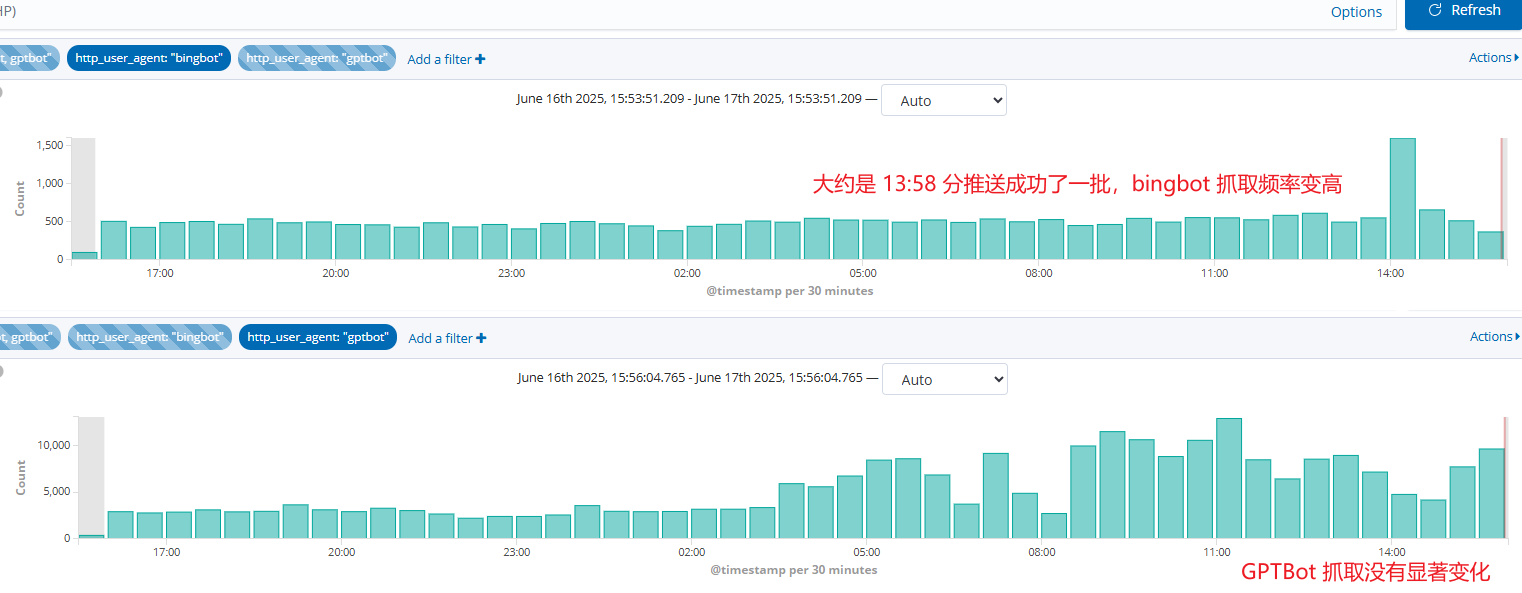 HP)
Options
Refresh
t, gptbot"
http_user_agent: "bingbot"
http_user_agent: "gptbot"
Add a filter +
Actions
June 16th 2025, 15:53:51.209 - June 17th 2025, 15:53:51.209 —
Auto
1,500
1,000
500
0
Count
大约是 13:58 分推送成功了一批，bingbot 抓取频率变高
17:00 20:00 23:00 02:00 05:00 08:00 11:00 14:00
@timestamp per 30 minutes
t, gptbot"
http_user_agent: "bingbot"
http_user_agent: "gptbot"
Add a filter +
Actions
June 16th 2025, 15:56:04.765 - June 17th 2025, 15:56:04.765 —
Auto
10,000
5,000
0
Count
17:00 20:00 23:00 02:00 05:00 08:00 11:00 14:00
@timestamp per 30 minutes
GPTBot 抓取没有显著变化